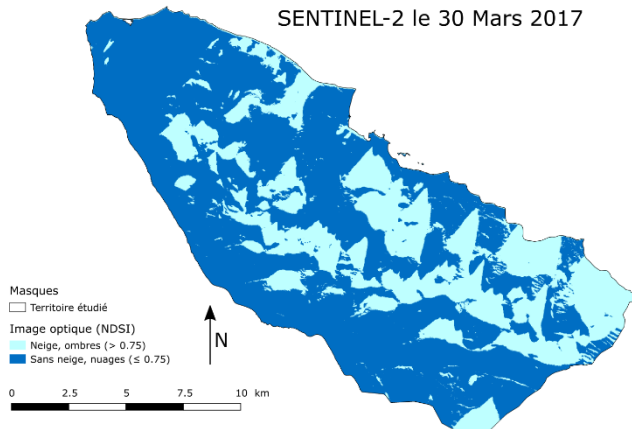 SENTINEL-2 le 30 Mars 2017
Masques
Territoire étudié
Image optique (NDSI)
Neige, ombres (> 0.75)
Sans neige, nuages (≤ 0.75)
N
0 2.5 5 7.5 10 km